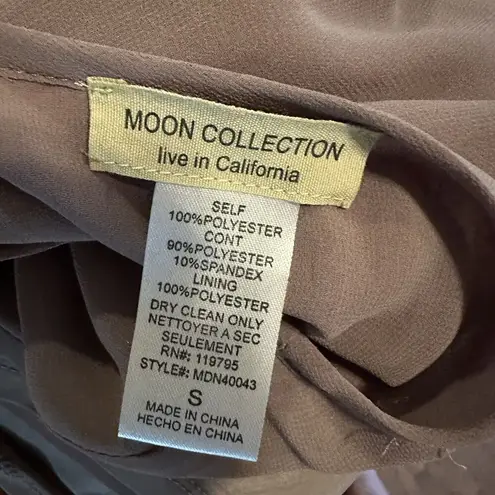 MOON COLLECTION
live in California
SELF
100%POLYESTER
CONT
90%POLYESTER
10%SPANDEX
LINING
100%POLYESTER
DRY CLEAN ONLY
NETTOYER A SEC
SEULEMENT
RN#: 119795
STYLE#: MDN40043
S
MADE IN CHINA
HECHO EN CHINA